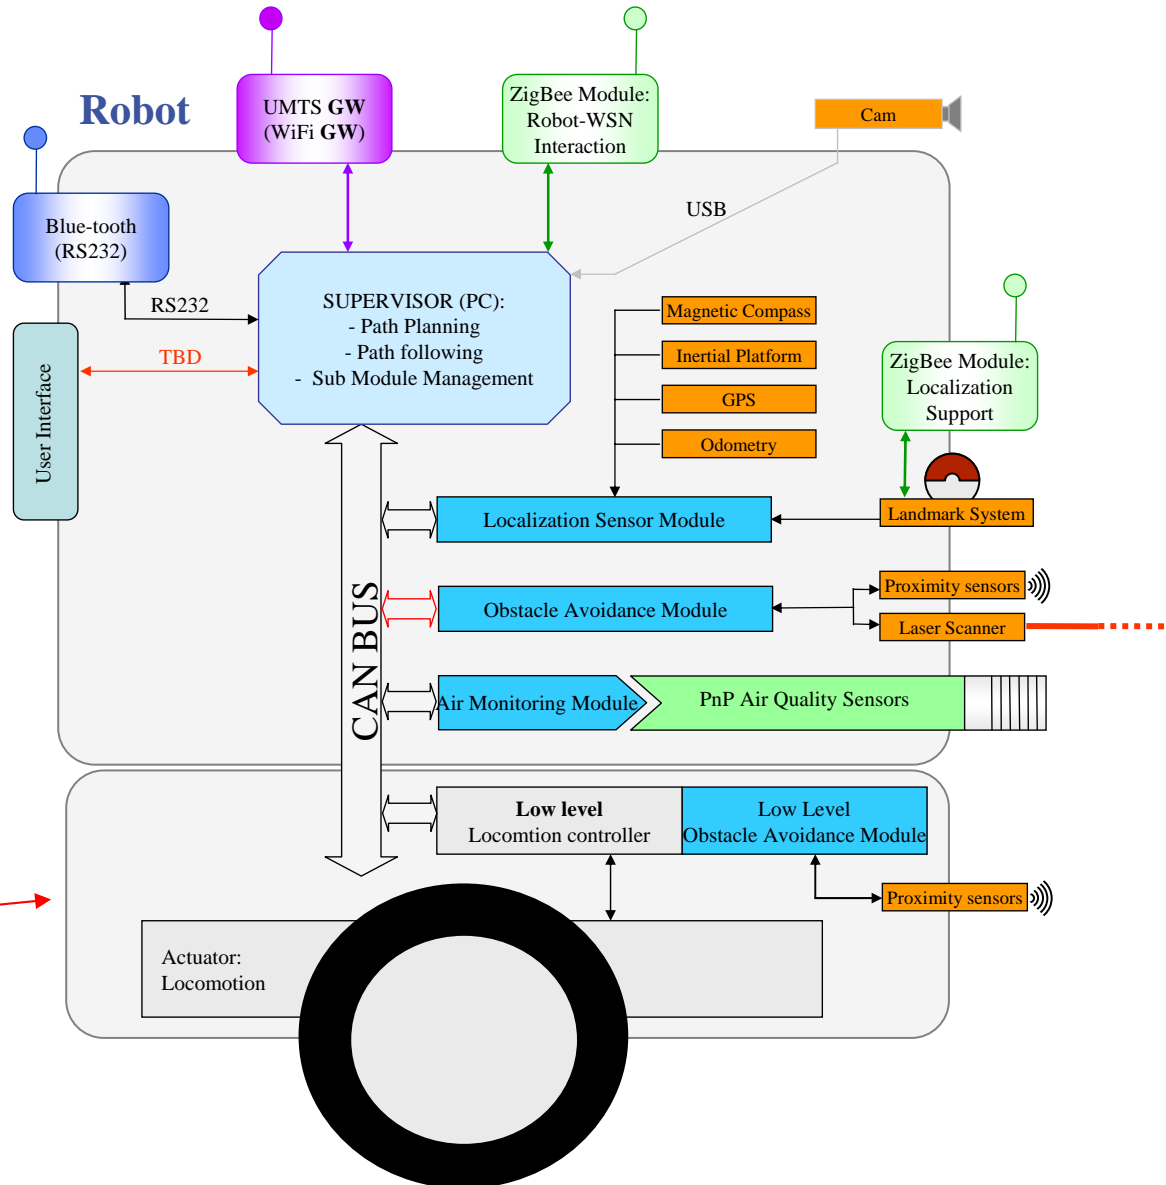 Robot
UMTS GW
(WiFi GW)
ZigBee Module:
Robot-WSN
Interaction
Cam
Blue-tooth
(RS232)
USB
RS232
SUPERVISOR (PC):
- Path Planning
- Path following
- Sub Module Management
TBD
User Interface
Magnetic Compass
Inertial Platform
GPS
Odometry
ZigBee Module:
Localization
Support
Localization Sensor Module
Landmark System
CAN BUS
Obstacle Avoidance Module
Proximity sensors
Laser Scanner
Air Monitoring Module
PnP Air Quality Sensors
Low level
Locomtion controller
Low Level
Obstacle Avoidance Module
Proximity sensors
Actuator:
Locomotion